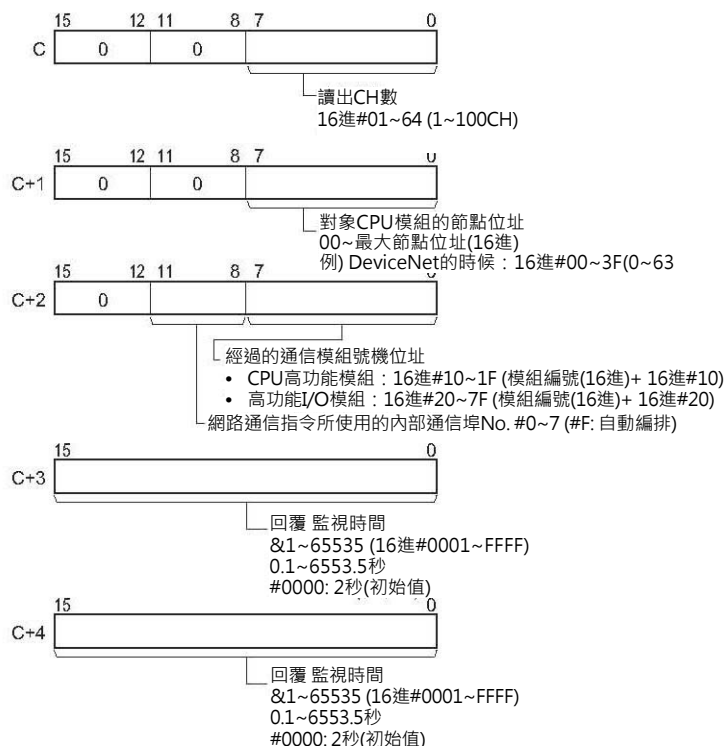 15 12 11 8 7 0
C 0 0
讀出CH數
16進#01~64 (1~100CH)
15 12 11 8 7 0
C+1 0 0
對象CPU模組的節點位址
00~最大節點位址(16進)
例) DeviceNet的時候：16進#00~3F(0~63
15 12 11 8 7 0
C+2 0
經過的通信模組號機位址
• CPU高功能模組：16進#10~1F (模組編號(16進)+ 16進#10)
• 高功能I/O模組：16進#20~7F (模組編號(16進)+ 16進#20)
網路通信指令所使用的內部通信埠No. #0~7 (#F: 自動編排)
15 0
C+3
回覆 監視時間
&1~65535 (16進#0001~FFFF)
0.1~6553.5秒
#0000: 2秒(初始值)
15 0
C+4
回覆 監視時間
&1~65535 (16進#0001~FFFF)
0.1~6553.5秒
#0000: 2秒(初始值)